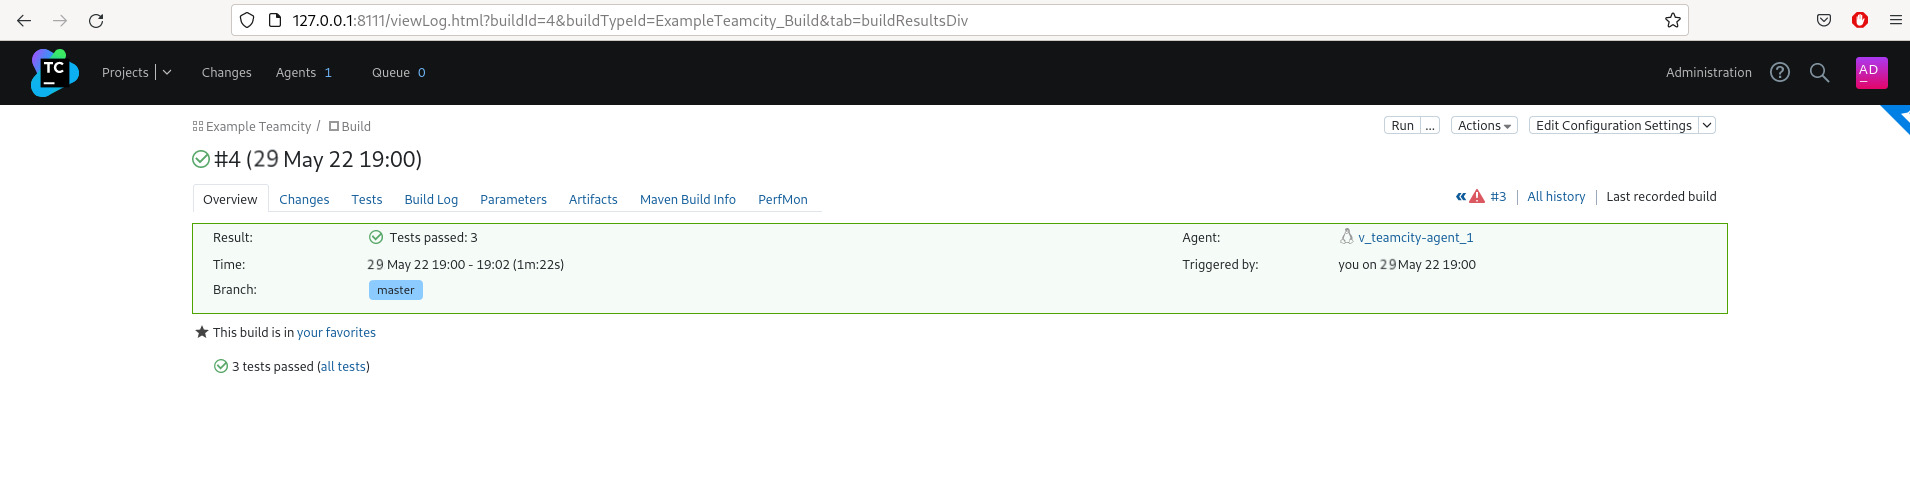 127.0.0.1:8111/viewLog.html?buildId=4&buildTypeId=ExampleTeamcity_Build&tab=buildResultsDiv
TC Projects Changes Agents 1 Queue 0 Administration AD
Example Teamcity / Build Run ... Actions Edit Configuration Settings
#4 (29 May 22 19:00)
Overview Changes Tests Build Log Parameters Artifacts Maven Build Info PerfMon « #3 All history Last recorded build
Result: Tests passed: 3 Agent: v_teamcity-agent_1
Time: 29 May 22 19:00 - 19:02 (1m:22s) Triggered by: you on 29 May 22 19:00
Branch: master
This build is in your favorites
3 tests passed (all tests)